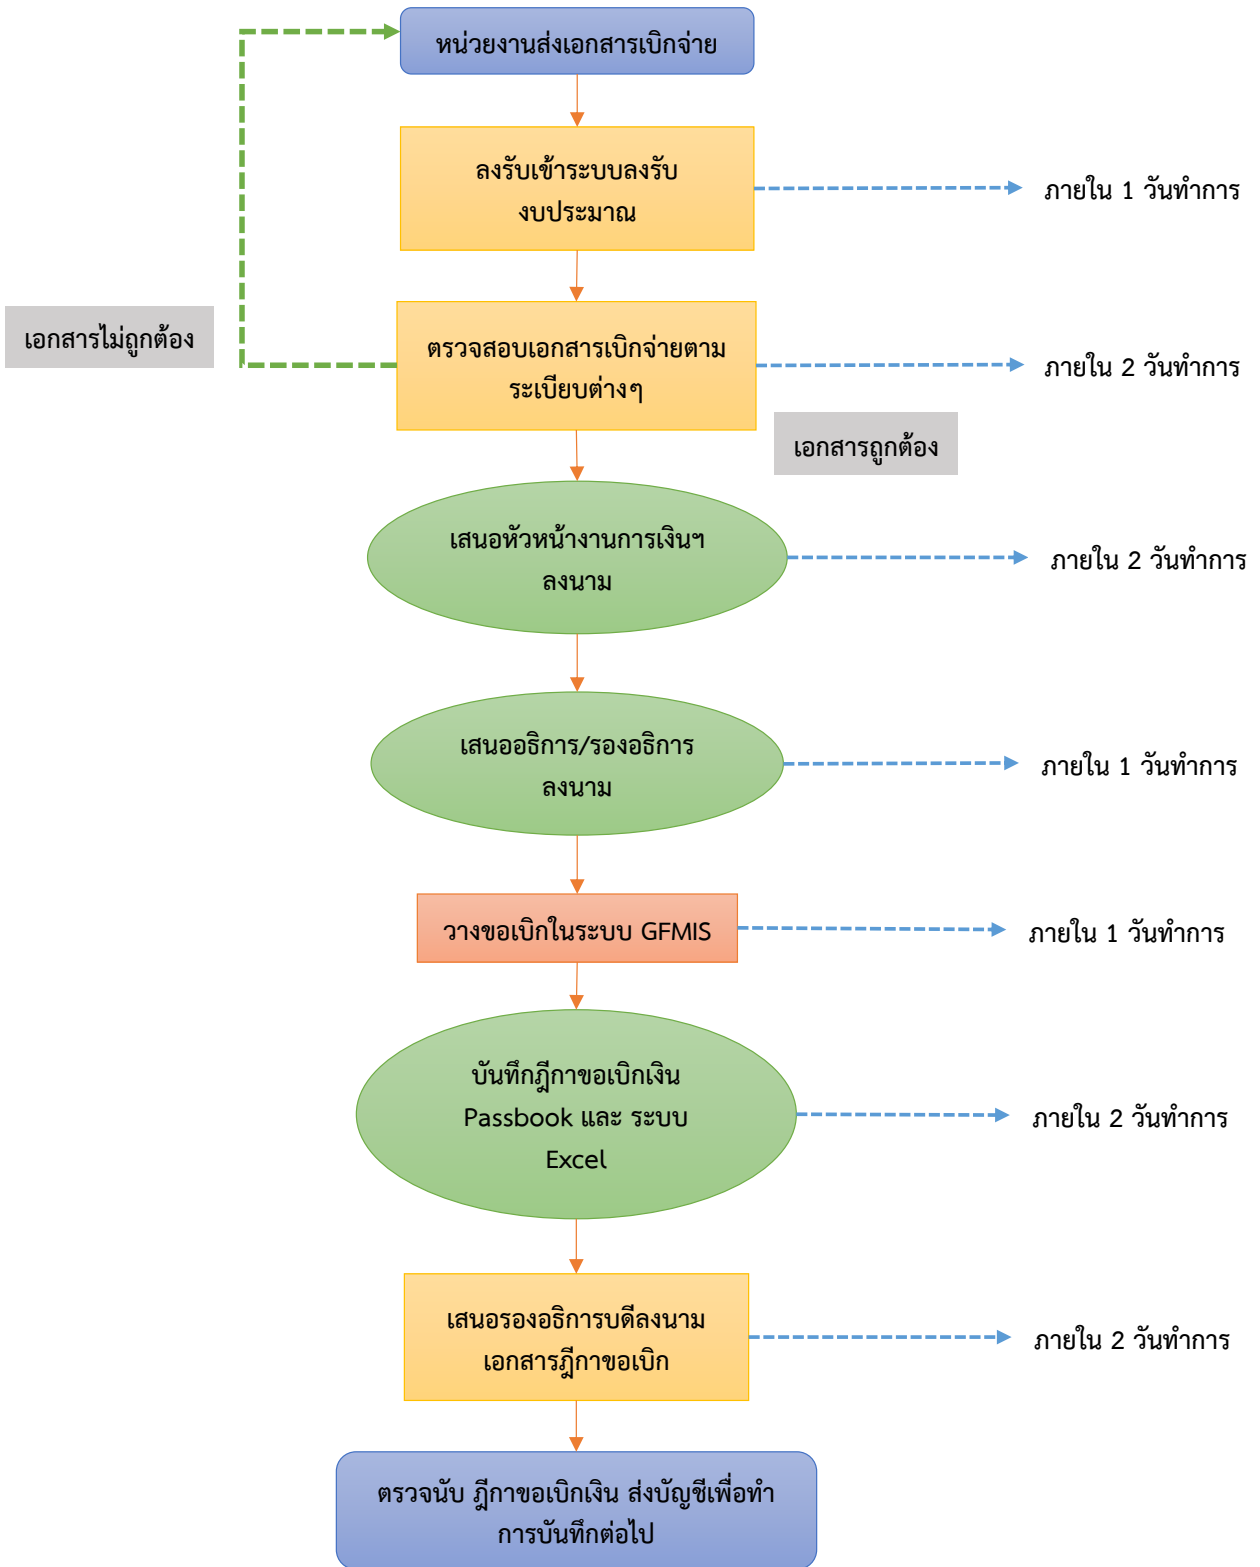 หน่วยงานส่งเอกสารเบิกจ่าย
ลงรับเข้าระบบลงรับ
งบประมาณ
ภายใน 1 วันทำการ
เอกสารไม่ถูกต้อง
ตรวจสอบเอกสารเบิกจ่ายตาม
ระเบียบต่างๆ
ภายใน 2 วันทำการ
เอกสารถูกต้อง
เสนอหัวหน้างานการเงินฯ
ลงนาม
ภายใน 2 วันทำการ
เสนออธิการ/รองอธิการ
ลงนาม
ภายใน 1 วันทำการ
วางขอเบิกในระบบ GFMIS
ภายใน 1 วันทำการ
บันทึกฎีกาขอเบิกเงิน
Passbook และ ระบบ
Excel
ภายใน 2 วันทำการ
เสนอรองอธิการบดีลงนาม
เอกสารฎีกาขอเบิก
ภายใน 2 วันทำการ
ตรวจนับ ฎีกาขอเบิกเงิน ส่งบัญชีเพื่อทำ
การบันทึกต่อไป